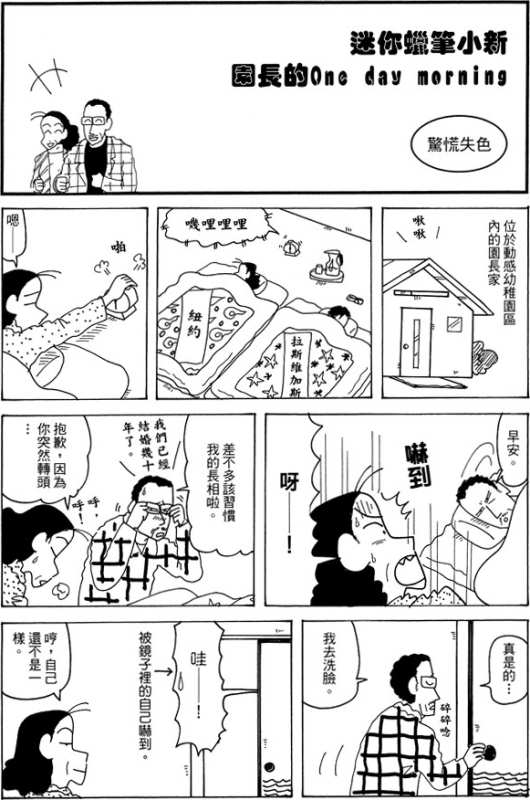 迷你蠟筆小新
園長的One day morning
驚慌失色
位於動感幼稚園區
內的園長家
啾
啾
嘰哩哩哩
紐約
拉斯維加斯
嗯——
啪
早安。
嚇到
呀——！
差不多該習慣
我的長相啦。
我們已經
結婚幾十
年了。
呼，
呼！
抱歉，因為
你突然轉頭
…
真是的…
碎碎唸
我去洗臉。
哇——！
→被鏡子裡的自己嚇到。
哼，自己
還不是一
樣。